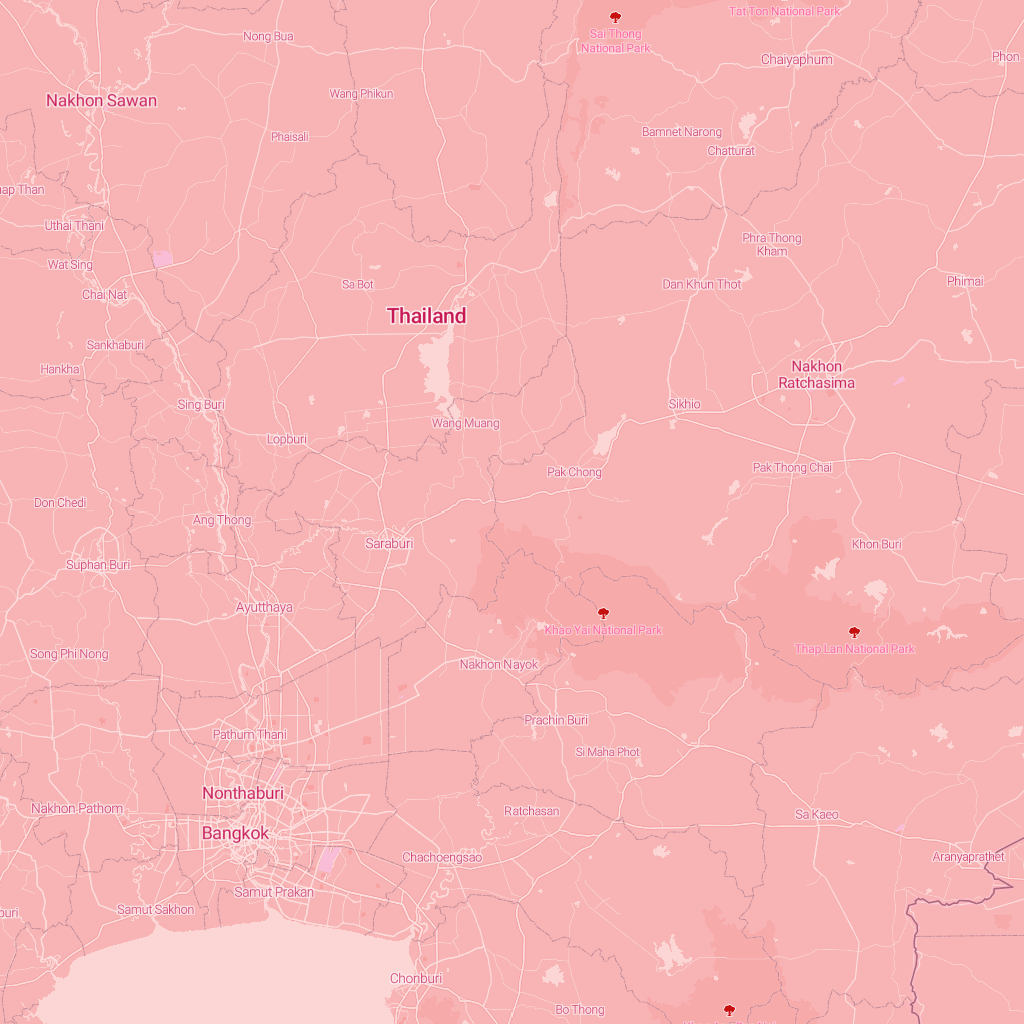 Tat Ton National Park
Sai Thong
National Park
Nong Bua
Chaiyaphum
Phon
Wang Phikun
Nakhon Sawan
Phaisali
Bamnet Narong
Chatturat
Uthai Thani
Phra Thong
Kham
Wat Sing
Sa Bot
Dan Khun Thot
Phimai
Chai Nat
Thailand
Sankhaburi
Hankha
Nakhon
Ratchasima
Sing Buri
Sikhio
Wang Muang
Lopburi
Pak Chong
Pak Thong Chai
Don Chedi
Ang Thong
Saraburi
Khon Buri
Suphan Buri
Ayutthaya
Khao Yai National Park
Thap Lan National Park
Song Phi Nong
Nakhon Nayok
Prachin Buri
Pathum Thani
Si Maha Phot
Nonthaburi
Nakhon Pathom
Ratchasan
Sa Kaeo
Bangkok
Chachoengsao
Aranyaprathet
Samut Prakan
Samut Sakhon
Chonburi
Bo Thong